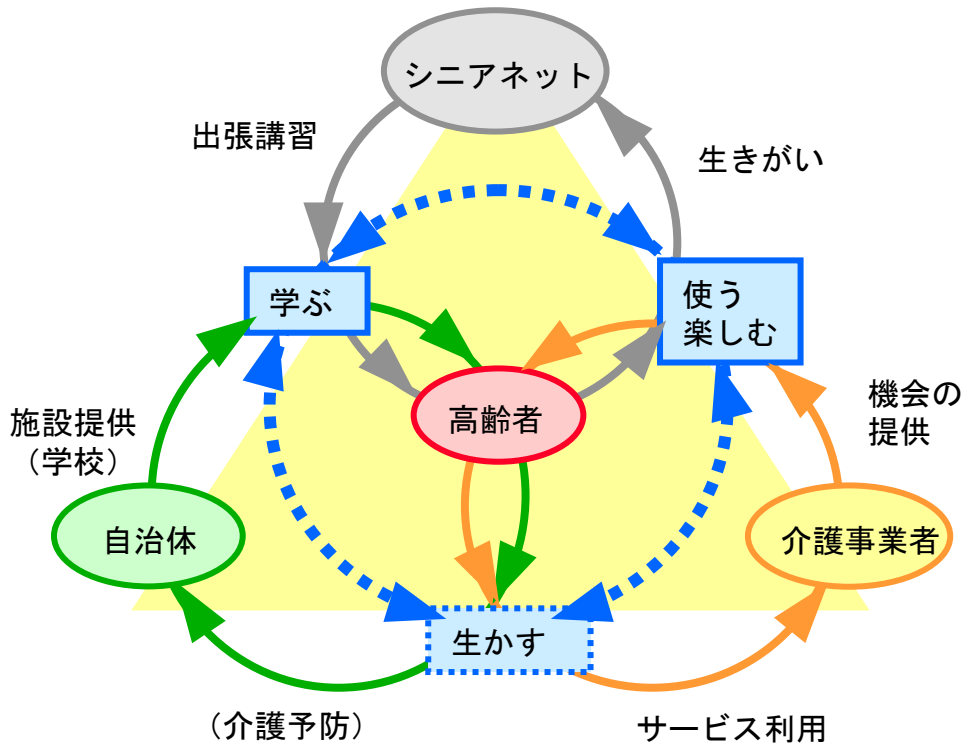 シニアネット
出張講習
生きがい
学ぶ
使う
楽しむ
高齢者
施設提供
（学校）
機会の
提供
自治体
介護事業者
生かす
（介護予防）
サービス利用